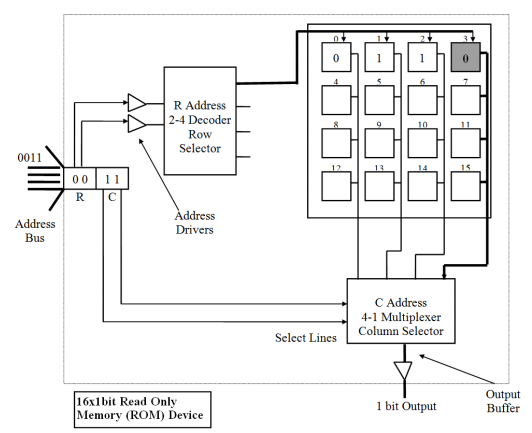 0 1 2 3
0 1 1 0
4 5 6 7
8 9 10 11
12 13 14 15
R Address
2-4 Decoder
Row
Selector
0011
0 0 1 1
R C
Address
Bus
Address
Drivers
C Address
4-1 Multiplexer
Column Selector
Select Lines
Output
Buffer
1 bit Output
16x1bit Read Only
Memory (ROM) Device